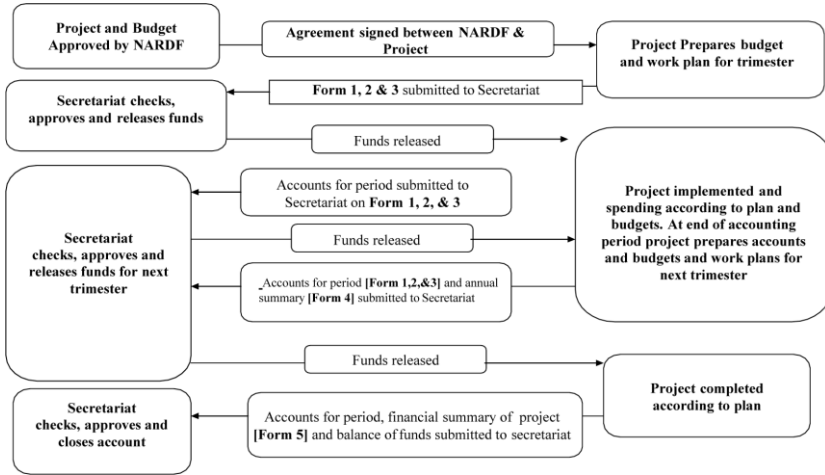 Project and Budget
Approved by NARDF
Agreement signed between NARDF &
Project
Project Prepares budget
and work plan for trimester
Form 1, 2 & 3 submitted to Secretariat
Secretariat checks,
approves and releases funds
Funds released
Accounts for period submitted to
Secretariat on Form 1, 2, & 3
Project implemented and
spending according to plan and
budgets. At end of accounting
period project prepares accounts
and budgets and work plans for
next trimester
Secretariat
checks, approves and
releases funds for next
trimester
Funds released
Accounts for period [Form 1,2,&3] and annual
summary [Form 4] submitted to Secretariat
Funds released
Project completed
according to plan
Secretariat
checks, approves and
closes account
Accounts for period, financial summary of project
[Form 5] and balance of funds submitted to secretariat